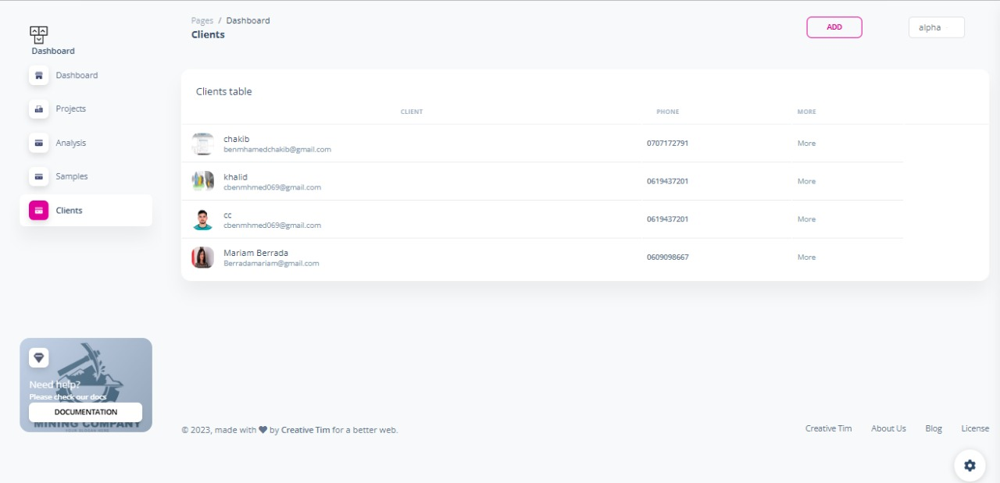 Pages / Dashboard
Clients
ADD
alpha
Dashboard
Dashboard
Projects
Analysis
Samples
Clients
Clients table
CLIENT PHONE MORE
chakib
benmhamedchakib@gmail.com
0707172791
More
khalid
cbenmhmed069@gmail.com
0619437201
More
cc
cbenmhmed069@gmail.com
0619437201
More
Mariam Berrada
Berradamariam@gmail.com
0609098667
More
Need help?
Please check our docs
DOCUMENTATION
MINING COMPANY
YOUR SLOGAN HERE
© 2023, made with by Creative Tim for a better web.
Creative Tim About Us Blog License